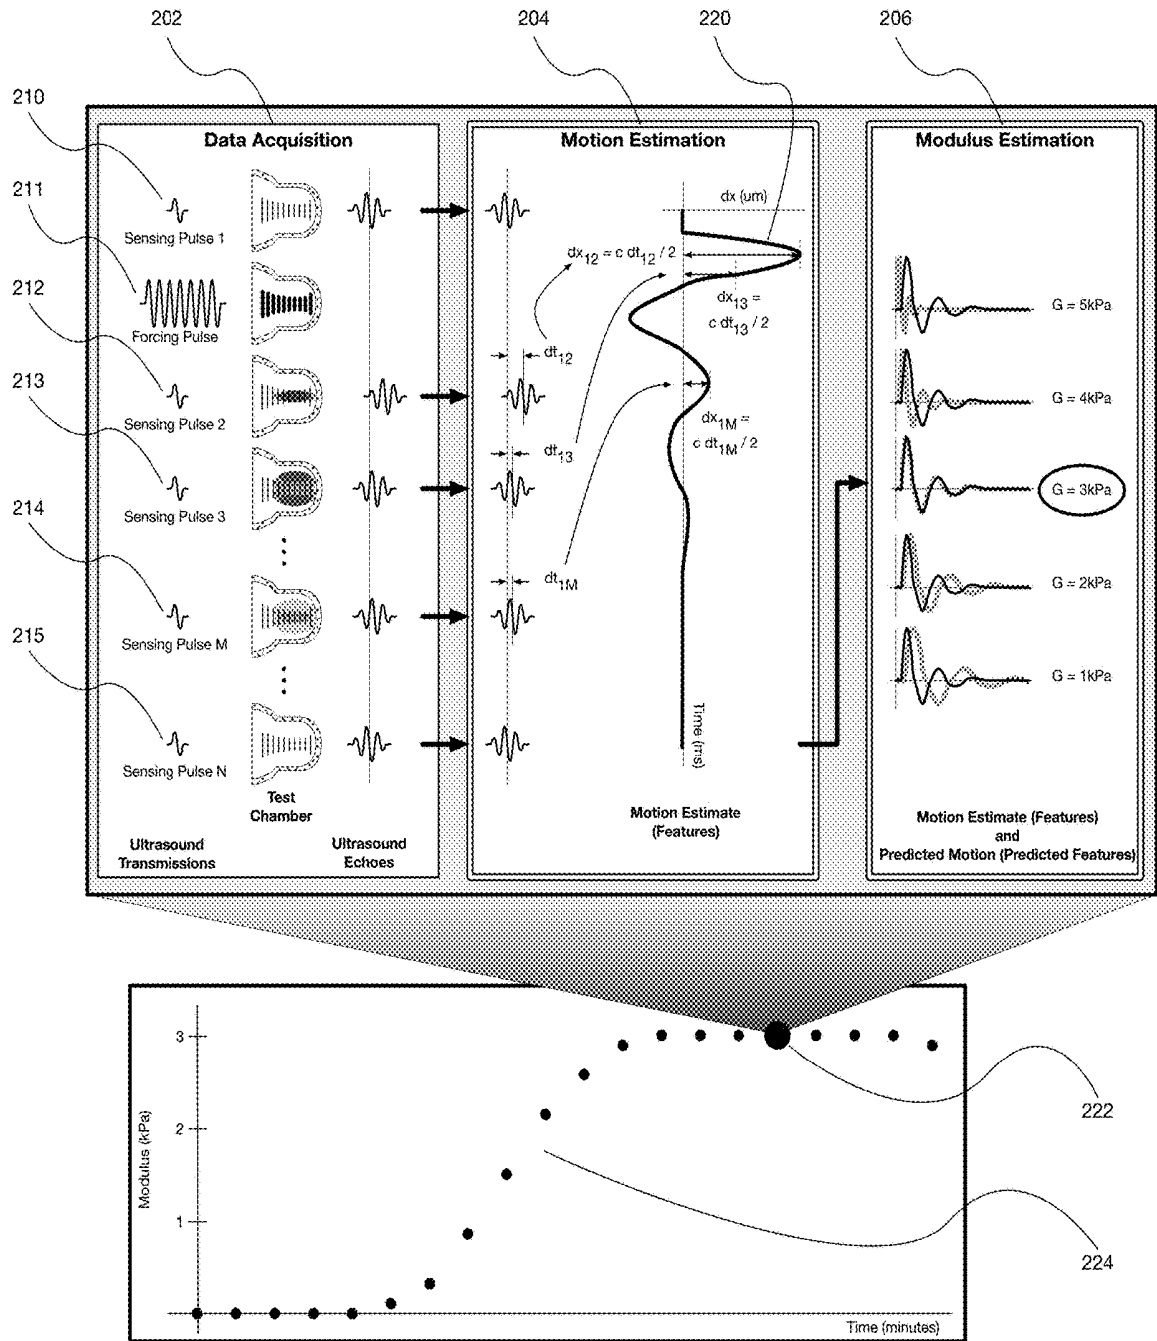 202
204
220
206
210
211
212
213
214
215
Data Acquisition
Sensing Pulse 1
Forcing Pulse
Sensing Pulse 2
Sensing Pulse 3
Sensing Pulse M
Sensing Pulse N
Test
Chamber
Ultrasound
Transmissions
Ultrasound
Echoes
Motion Estimation
dx (um)
dx12 = c dt12 / 2
dx13 =
c dt13 / 2
dt12
dt13
dx1M =
c dt1M / 2
dt1M
Time (ms)
Motion Estimate
(Features)
Modulus Estimation
G = 5kPa
G = 4kPa
G = 3kPa
G = 2kPa
G = 1kPa
Motion Estimate (Features)
and
Predicted Motion (Predicted Features)
Modulus (kPa)
3
2
1
Time (minutes)
222
224